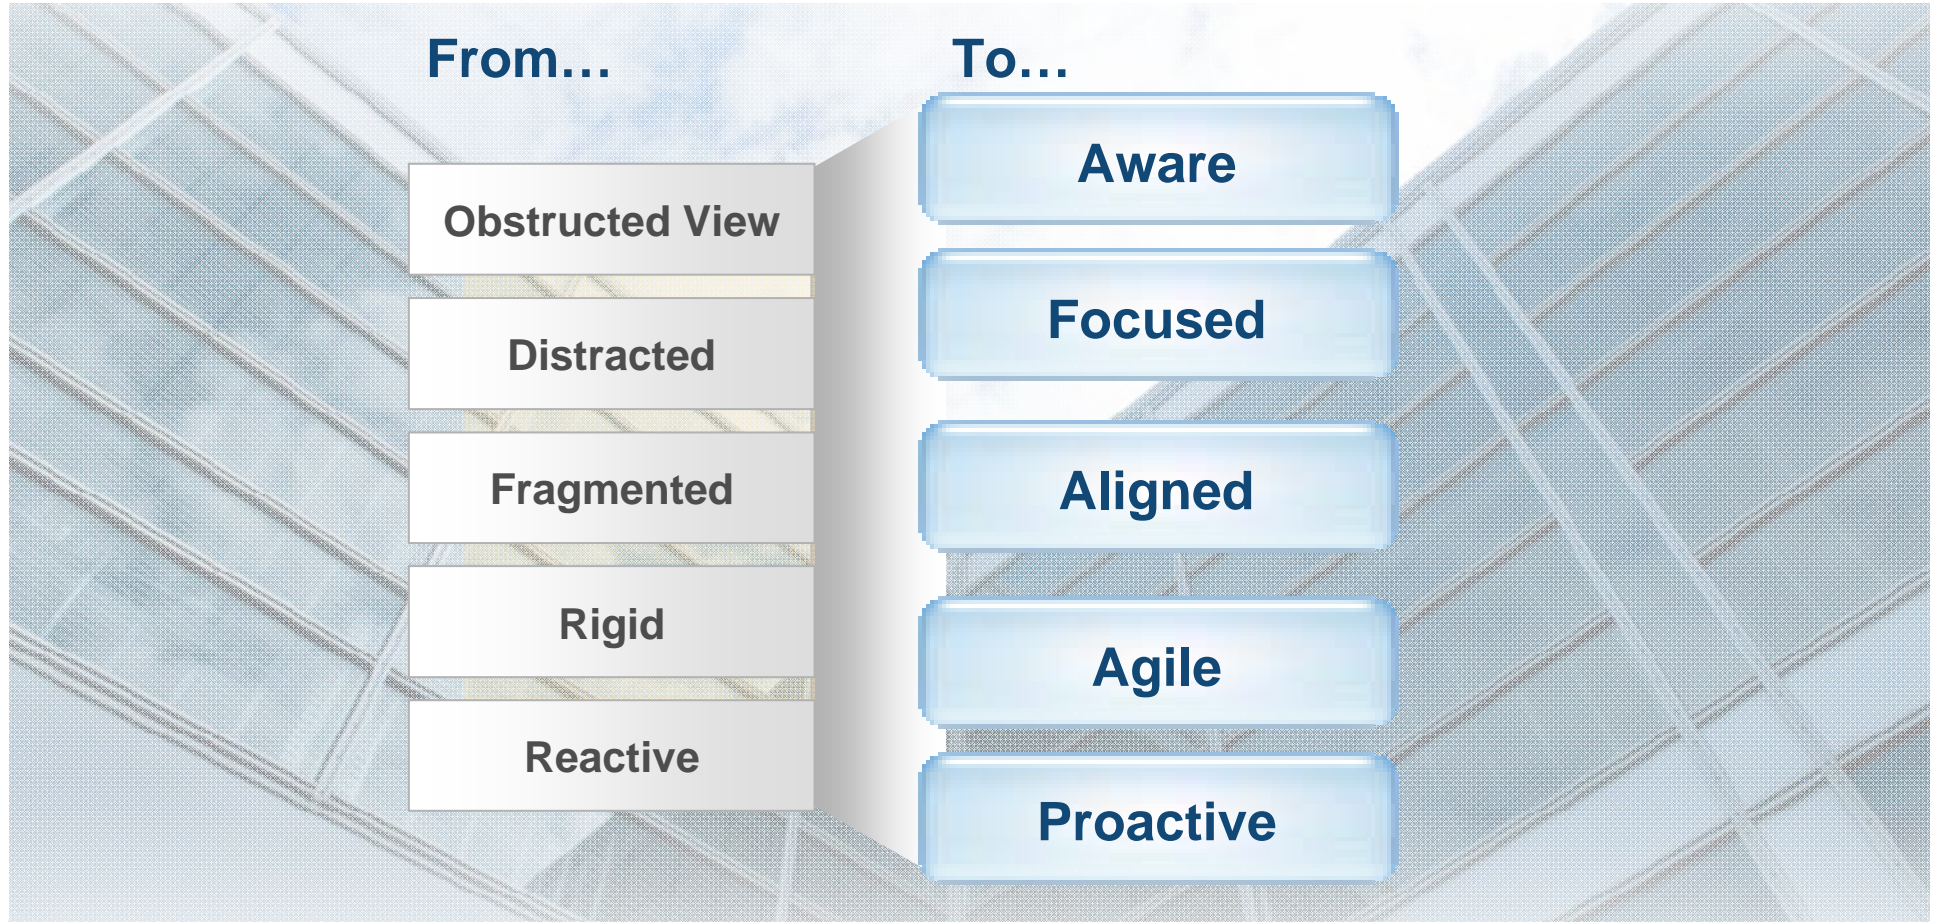 From…
To…
Obstructed View
Aware
Distracted
Focused
Fragmented
Aligned
Rigid
Agile
Reactive
Proactive